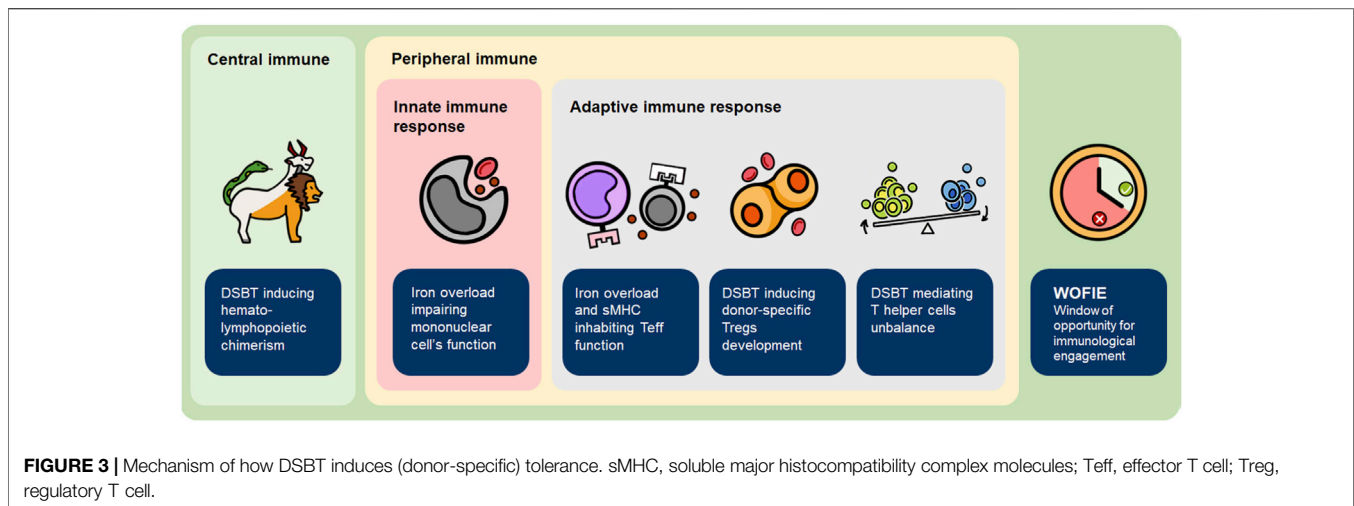 Central immune
Peripheral immune
Innate immune
response
Adaptive immune response
DSBT inducing
hemato-
lymphopoietic
chimerism
Iron overload
impairing
mononuclear
cell's function
Iron overload
and sMHC
inhabiting Teff
function
DSBT inducing
donor-specific
Tregs
development
DSBT mediating
T helper cells
unbalance
WOFIE
Window of
opportunity for
immunological
engagement
FIGURE 3 | Mechanism of how DSBT induces (donor-specific) tolerance. sMHC, soluble major histocompatibility complex molecules; Teff, effector T cell; Treg,
regulatory T cell.